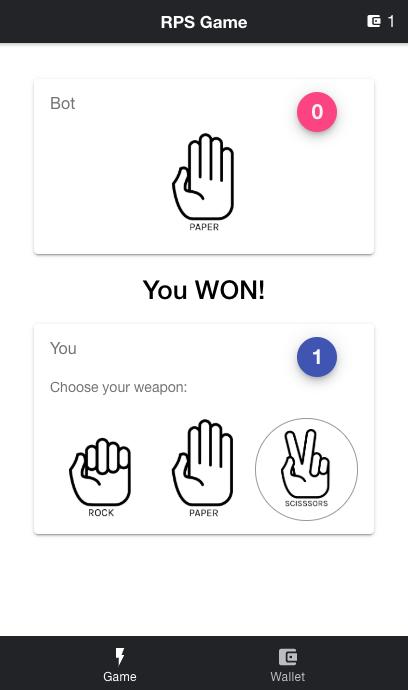 RPS Game
1
Bot
0
PAPER
You WON!
You
1
Choose your weapon:
ROCK
PAPER
SCISSSORS
Game
Wallet